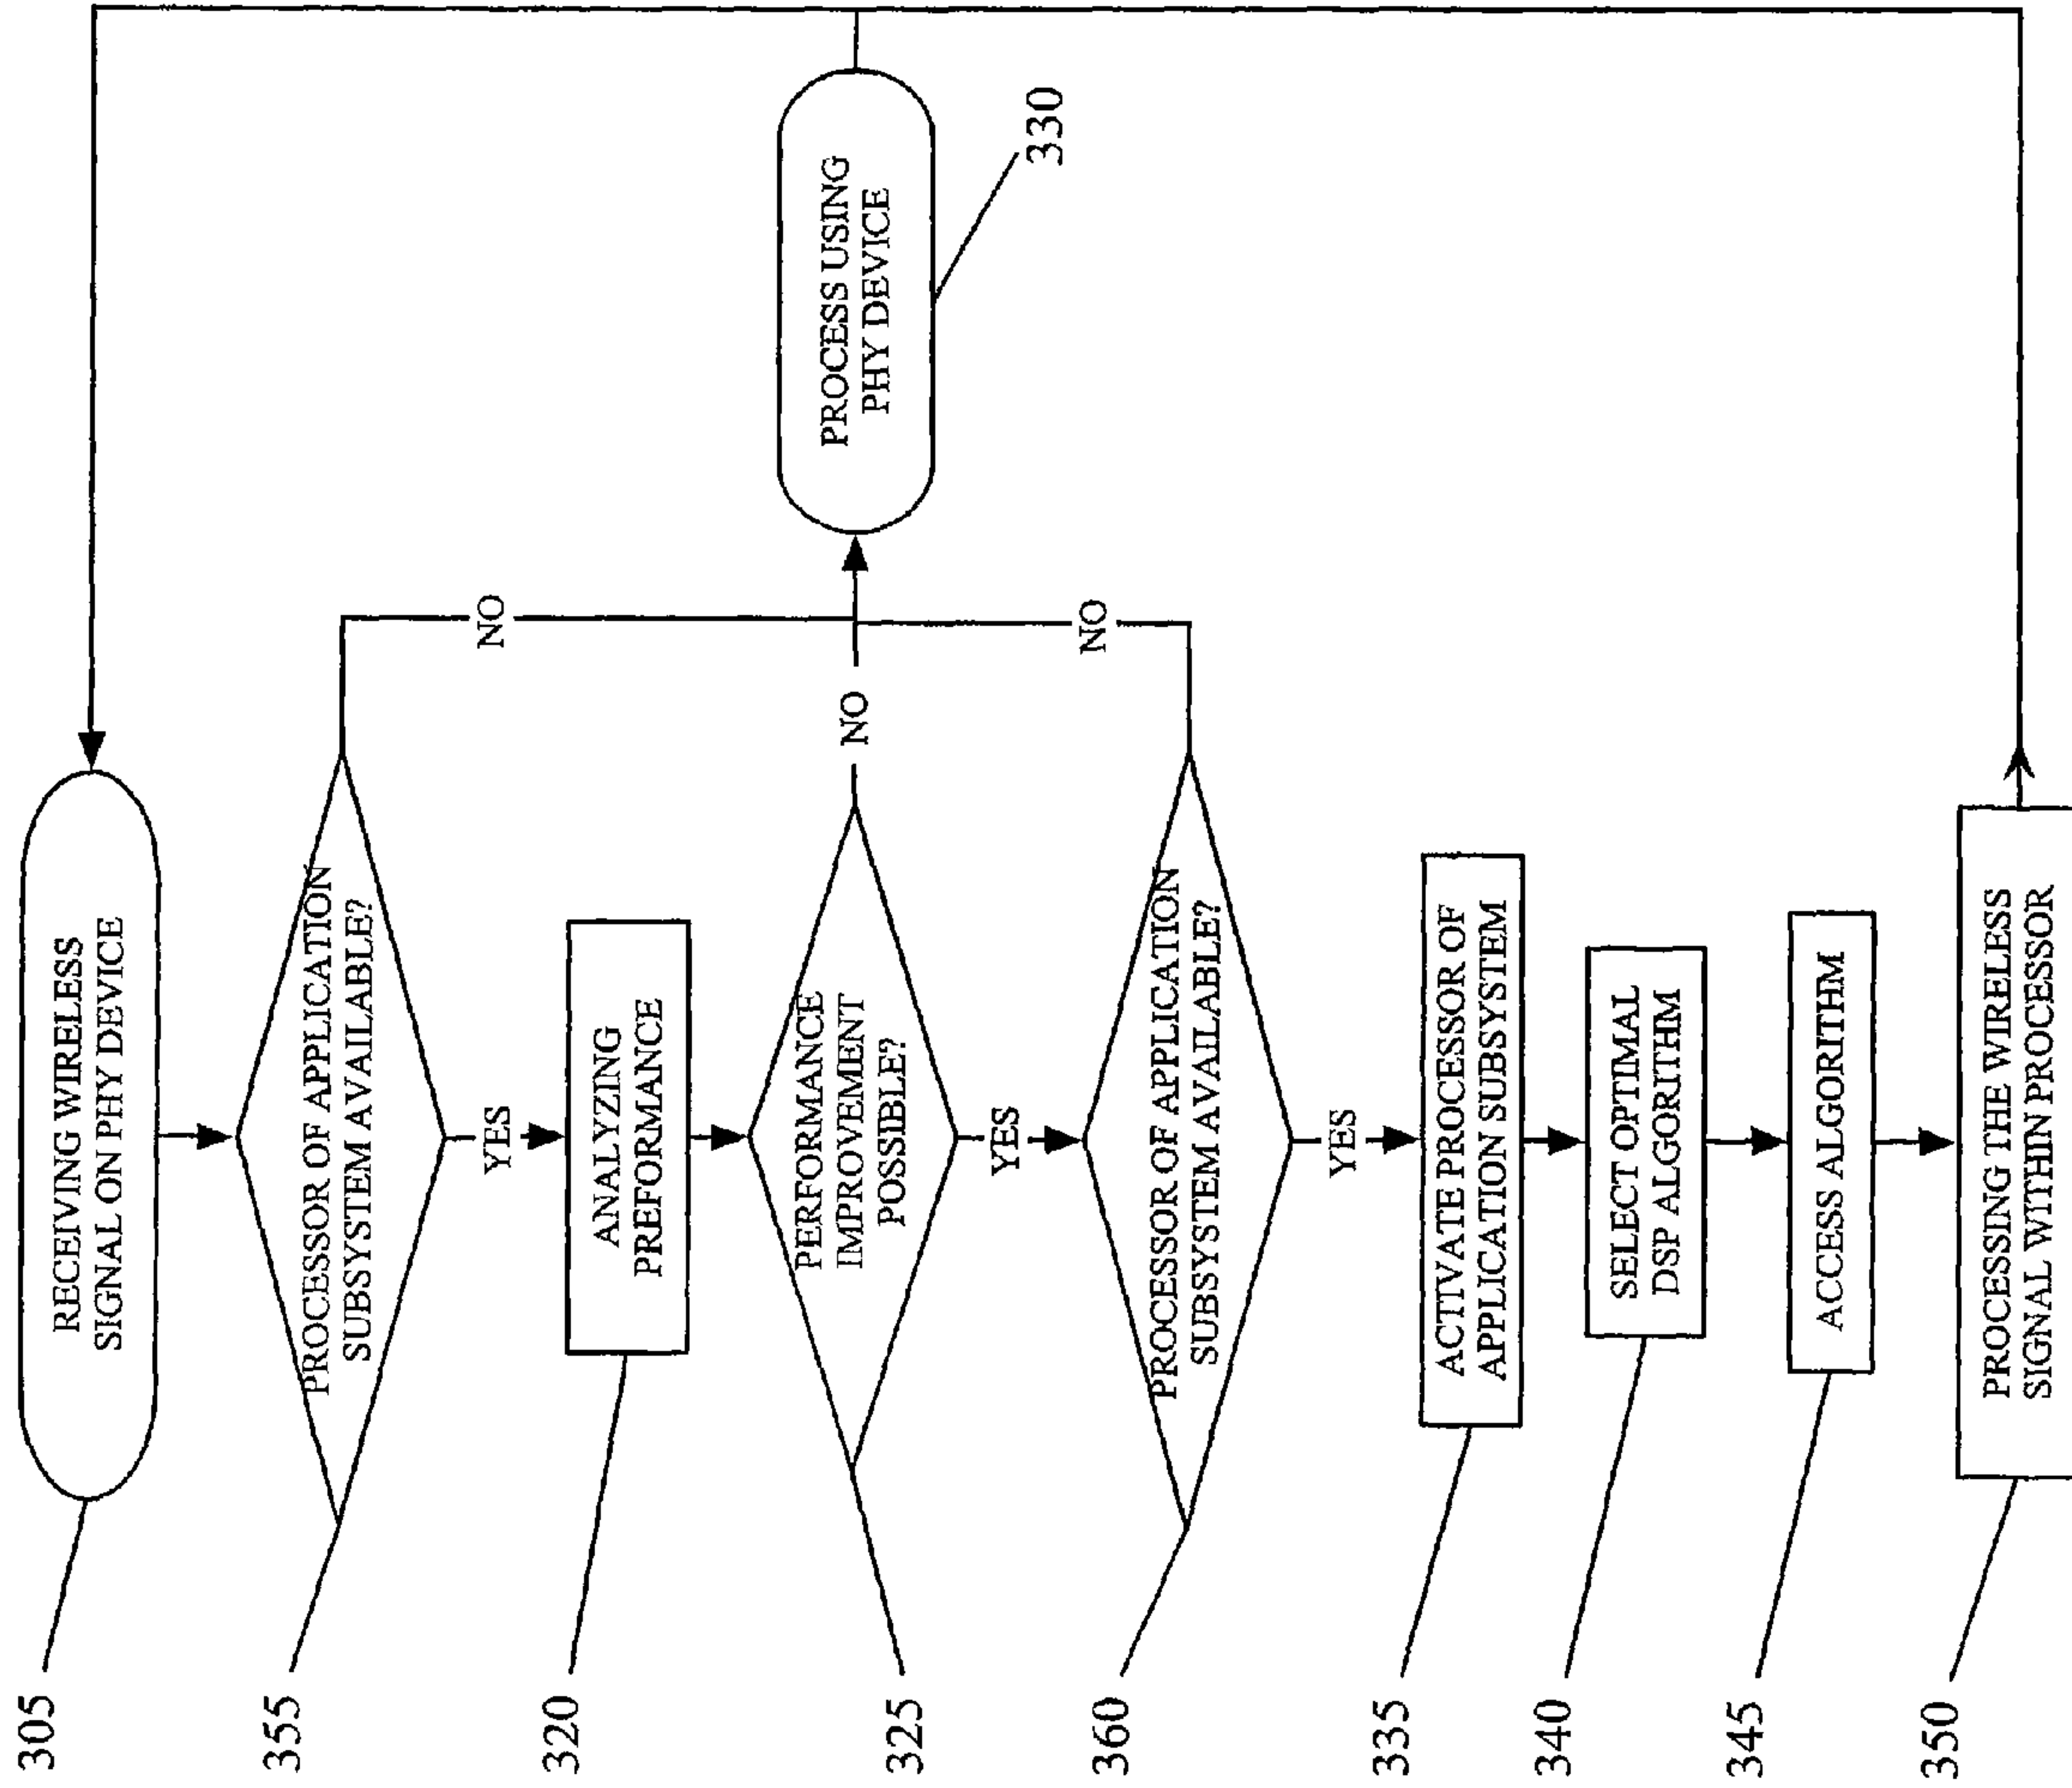 305
RECEIVING WIRELESS
SIGNAL ON PHY DEVICE
355
PROCESSOR OF APPLICATION
SUBSYSTEM AVAILABLE?
NO
YES
320
ANALYZING
PREFORMANCE
325
PERFORMANCE
IMPROVEMENT
POSSIBLE?
NO
PROCESS USING
PHY DEVICE
330
YES
360
PROCESSOR OF APPLICATION
SUBSYSTEM AVAILABLE?
NO
YES
335
ACTIVATE PROCESSOR OF
APPLICATION SUBSYSTEM
340
SELECT OPTIMAL
DSP ALGORITHM
345
ACCESS ALGORITHM
350
PROCESSING THE WIRELESS
SIGNAL WITHIN PROCESSOR